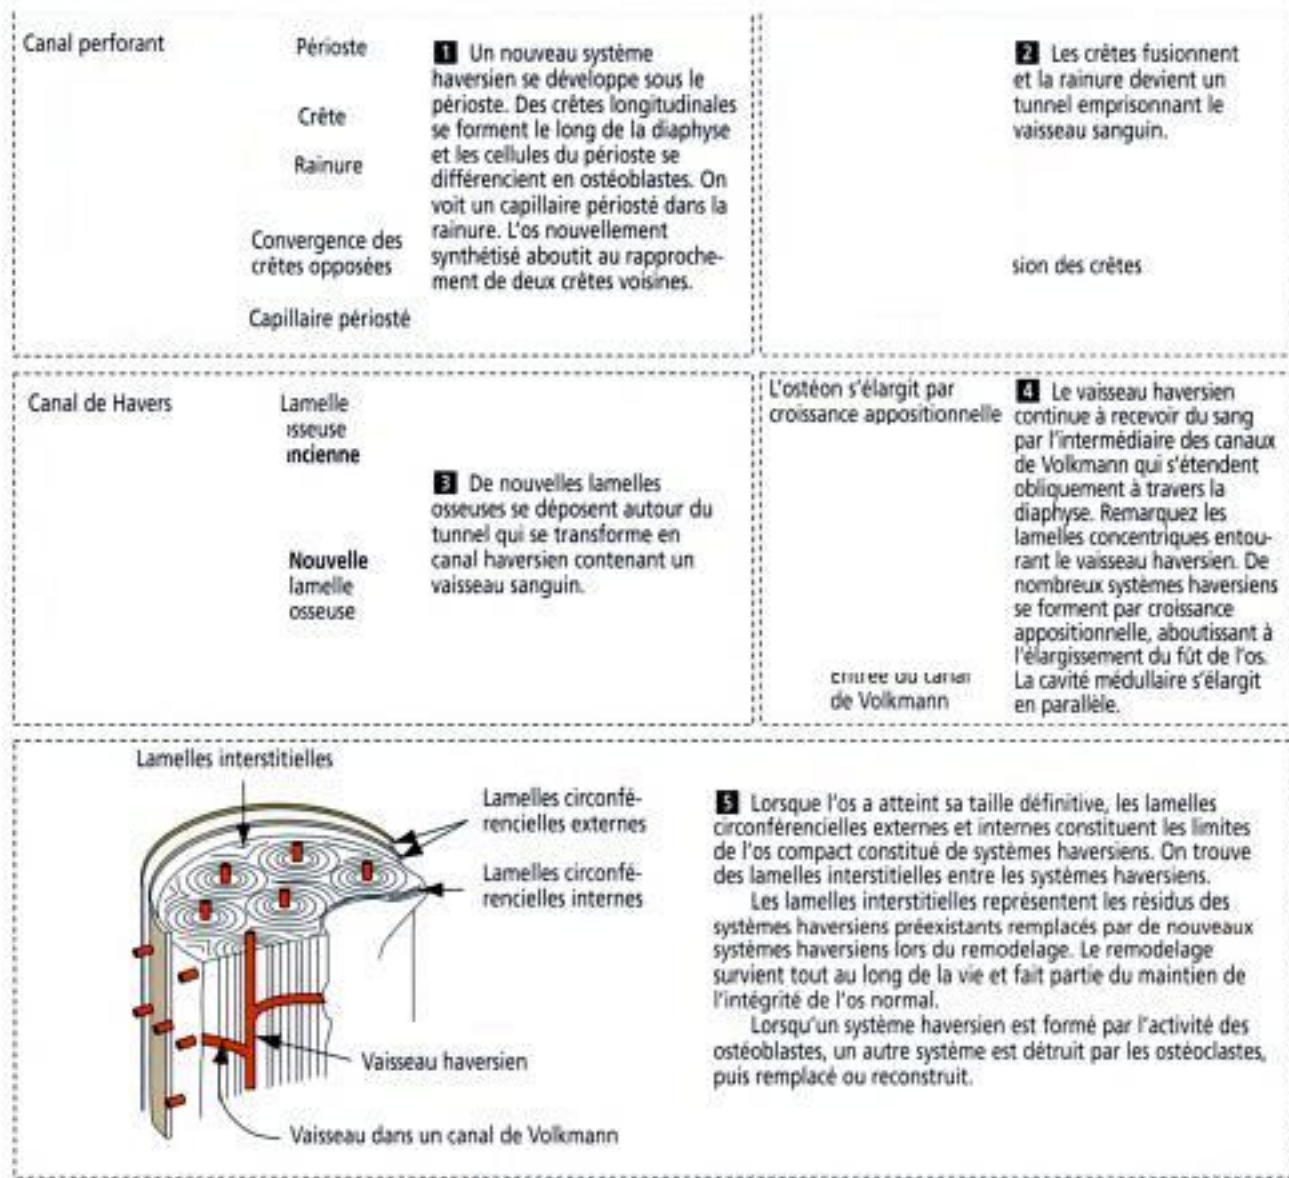 Canal perforant
Périoste
Crête
Rainure
Convergence des
crêtes opposées
Capillaire périosté
1 Un nouveau système
haversien se développe sous le
périoste. Des crêtes longitudinales
se forment le long de la diaphyse
et les cellules du périoste se
différencient en ostéoblastes. On
voit un capillaire périosté dans la
rainure. L'os nouvellement
synthétisé aboutit au rapproche-
ment de deux crêtes voisines.
2 Les crêtes fusionnent
et la rainure devient un
tunnel emprisonnant le
vaisseau sanguin.
sion des crêtes
Canal de Havers
Lamelle
osseuse
ancienne
Nouvelle
lamelle
osseuse
3 De nouvelles lamelles
osseuses se déposent autour du
tunnel qui se transforme en
canal haversien contenant un
vaisseau sanguin.
L'ostéon s'élargit par
croissance appositionnelle
Entrée du canal
de Volkmann
4 Le vaisseau haversien
continue à recevoir du sang
par l'intermédiaire des canaux
de Volkmann qui s'étendent
obliquement à travers la
diaphyse. Remarquez les
lamelles concentriques entou-
rant le vaisseau haversien. De
nombreux systèmes haversiens
se forment par croissance
appositionnelle, aboutissant à
l'élargissement du fût de l'os.
La cavité médullaire s'élargit
en parallèle.
Lamelles interstitielles
Lamelles circonfé-
rencielles externes
Lamelles circonfé-
rencielles internes
Vaisseau haversien
Vaisseau dans un canal de Volkmann
5 Lorsque l'os a atteint sa taille définitive, les lamelles
circonférencielles externes et internes constituent les limites
de l'os compact constitué de systèmes haversiens. On trouve
des lamelles interstitielles entre les systèmes haversiens.
Les lamelles interstitielles représentent les résidus des
systèmes haversiens préexistants remplacés par de nouveaux
systèmes haversiens lors du remodelage. Le remodelage
survient tout au long de la vie et fait partie du maintien de
l'intégrité de l'os normal.
Lorsqu'un système haversien est formé par l'activité des
ostéoblastes, un autre système est détruit par les ostéoclastes,
puis remplacé ou reconstruit.